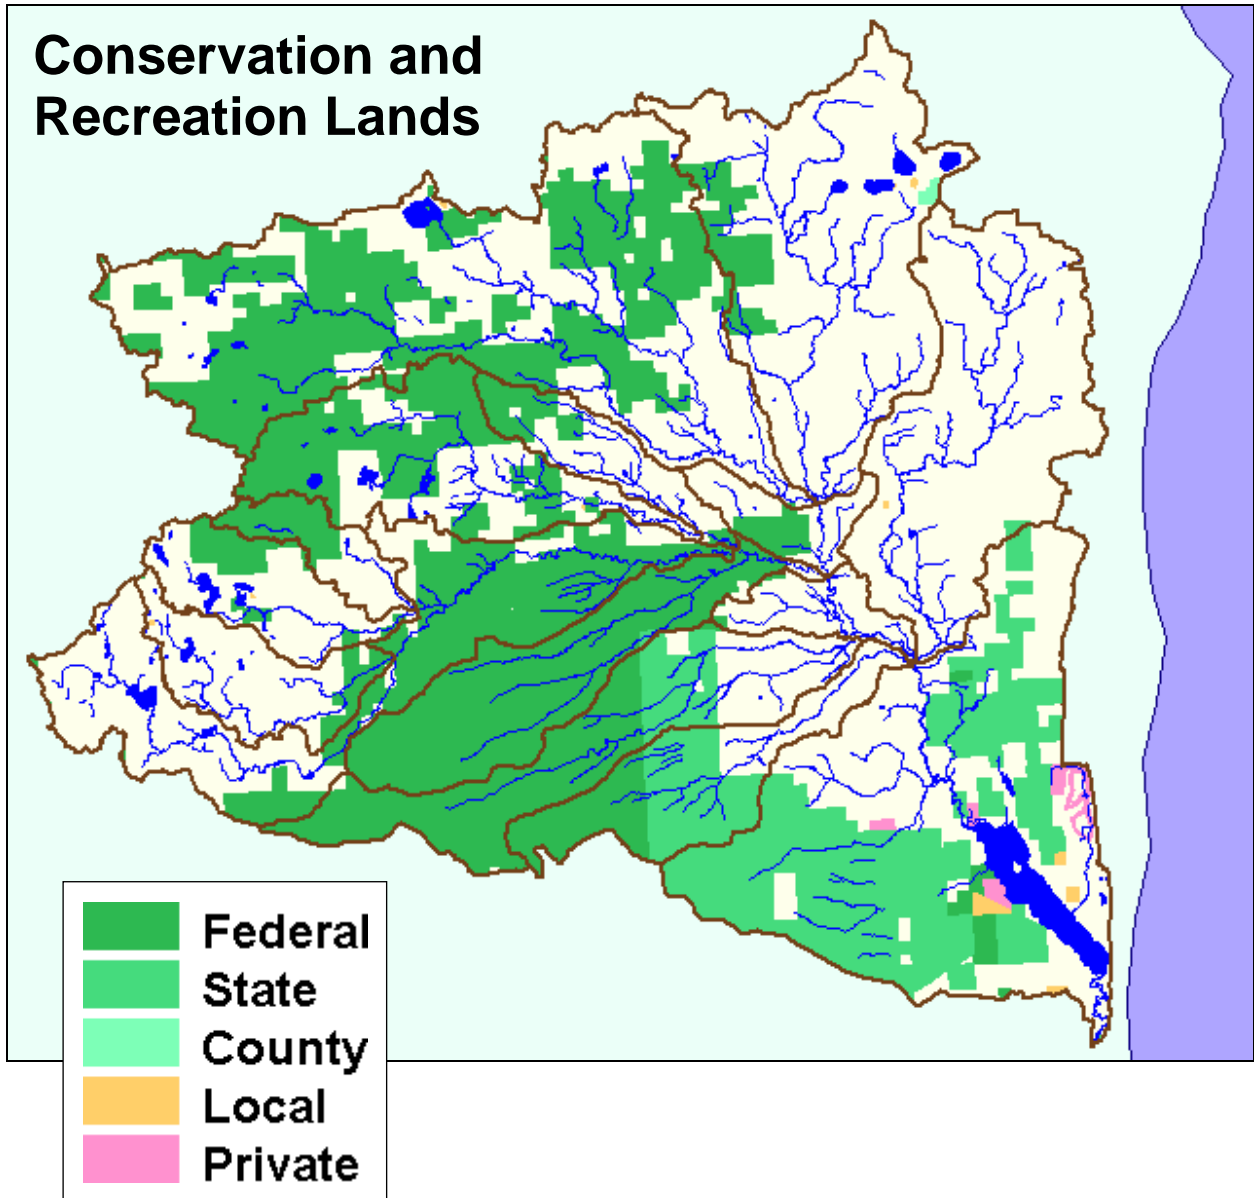 Conservation and
Recreation Lands
Federal
State
County
Local
Private